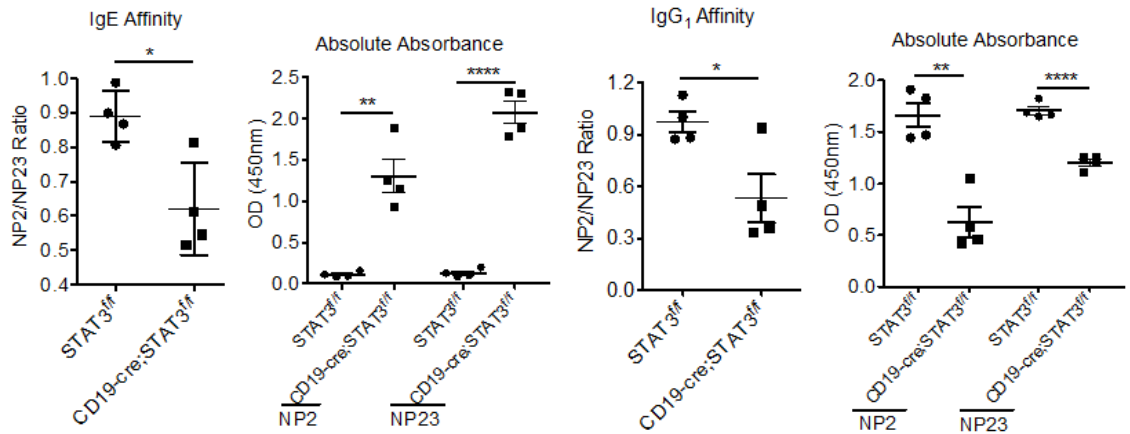 IgE Affinity
*
NP2/NP23 Ratio
1.0
0.9
0.8
0.7
0.6
0.5
0.4
STAT3f/f
CD19-cre;STAT3f/f
Absolute Absorbance
**
****
OD (450nm)
2.5
2.0
1.5
1.0
0.5
0.0
STAT3f/f
CD19-cre;STAT3f/f
STAT3f/f
CD19-cre;STAT3f/f
NP2
NP23
IgG1 Affinity
*
NP2/NP23 Ratio
1.2
0.9
0.6
0.3
0.0
STAT3f/f
CD19-cre;STAT3f/f
Absolute Absorbance
**
****
OD (450nm)
2.0
1.5
1.0
0.5
0.0
STAT3f/f
CD19-cre;STAT3f/f
STAT3f/f
CD19-cre;STAT3f/f
NP2
NP23